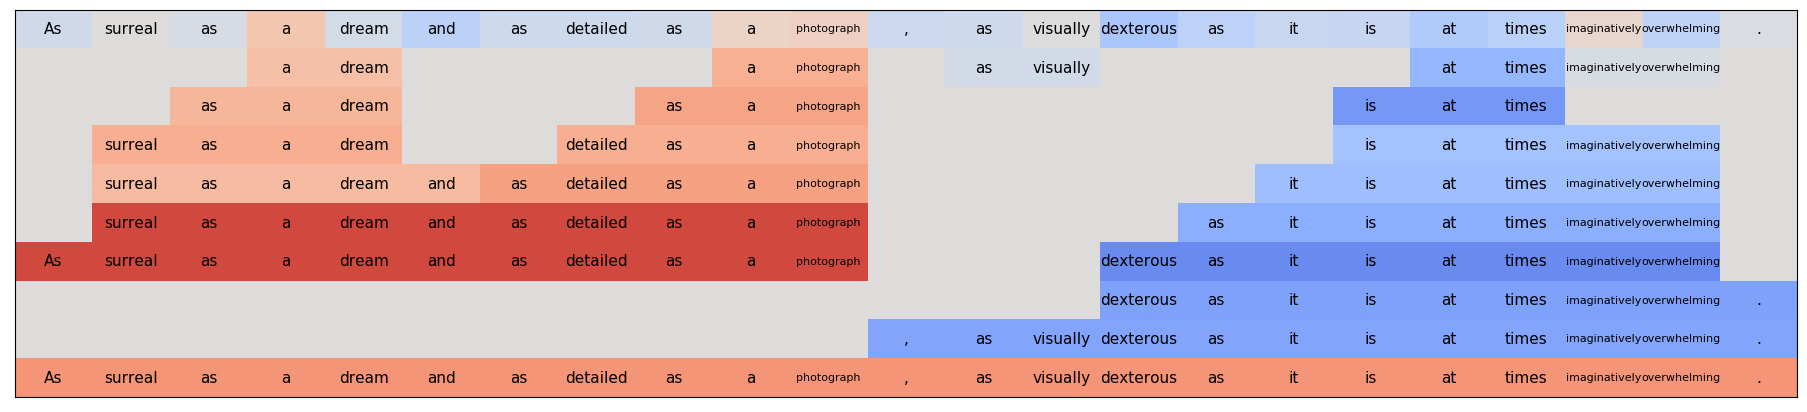 As surreal as a dream and as detailed as a photograph , as visually dexterous as it is at times imaginatively overwhelming .
a dream a photograph as visually at times imaginatively overwhelming
as a dream as a photograph is at times
surreal as a dream detailed as a photograph is at times imaginatively overwhelming
surreal as a dream and as detailed as a photograph it is at times imaginatively overwhelming
surreal as a dream and as detailed as a photograph as it is at times imaginatively overwhelming
As surreal as a dream and as detailed as a photograph dexterous as it is at times imaginatively overwhelming
dexterous as it is at times imaginatively overwhelming .
, as visually dexterous as it is at times imaginatively overwhelming .
As surreal as a dream and as detailed as a photograph , as visually dexterous as it is at times imaginatively overwhelming .